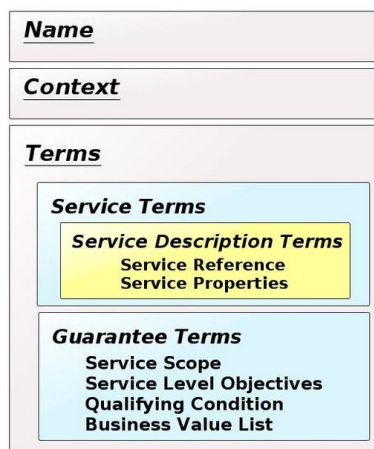 Name
Context
Terms
Service Terms
Service Description Terms
Service Reference
Service Properties
Guarantee Terms
Service Scope
Service Level Objectives
Qualifying Condition
Business Value List